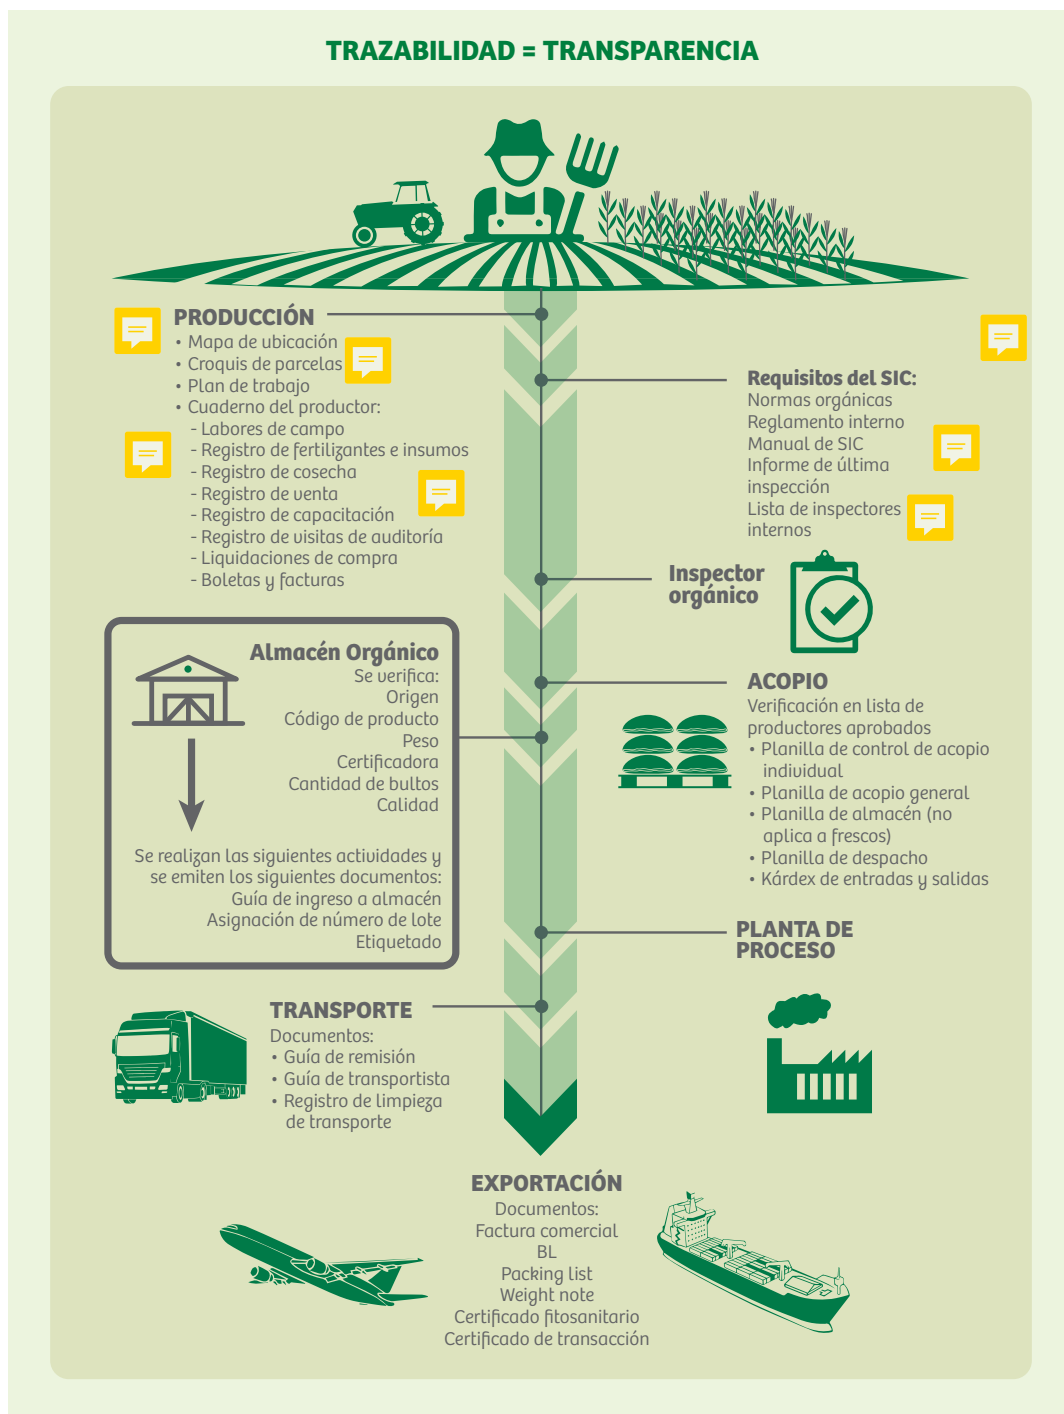 TRAZABILIDAD = TRANSPARENCIA
PRODUCCIÓN
• Mapa de ubicación
• Croquis de parcelas
• Plan de trabajo
• Cuaderno del productor:
- Labores de campo
- Registro de fertilizantes e insumos
- Registro de cosecha
- Registro de venta
- Registro de capacitación
- Registro de visitas de auditoría
- Liquidaciones de compra
- Boletas y facturas
Requisitos del SIC:
Normas orgánicas
Reglamento interno
Manual de SIC
Informe de última
inspección
Lista de inspectores
internos
Inspector
orgánico
Almacén Orgánico
Se verifica:
Origen
Código de producto
Peso
Certificadora
Cantidad de bultos
Calidad
Se realizan las siguientes actividades y
se emiten los siguientes documentos:
Guía de ingreso a almacén
Asignación de número de lote
Etiquetado
ACOPIO
Verificación en lista de
productores aprobados
• Planilla de control de acopio
individual
• Planilla de acopio general
• Planilla de almacén (no
aplica a frescos)
• Planilla de despacho
• Kárdex de entradas y salidas
PLANTA DE
PROCESO
TRANSPORTE
Documentos:
• Guía de remisión
• Guía de transportista
• Registro de limpieza
de transporte
EXPORTACIÓN
Documentos:
Factura comercial
BL
Packing list
Weight note
Certificado fitosanitario
Certificado de transacción